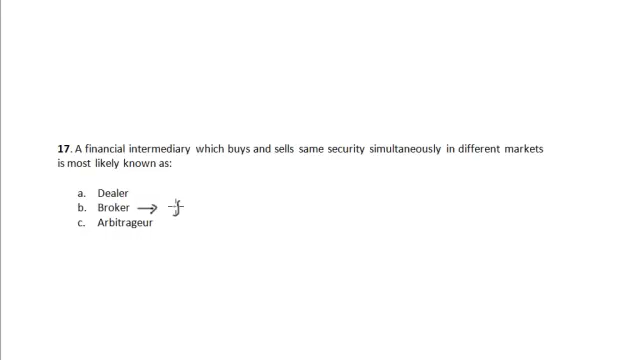 17. A financial intermediary which buys and sells same security simultaneously in different markets
is most likely known as:
a. Dealer
b. Broker →
c. Arbitrageur